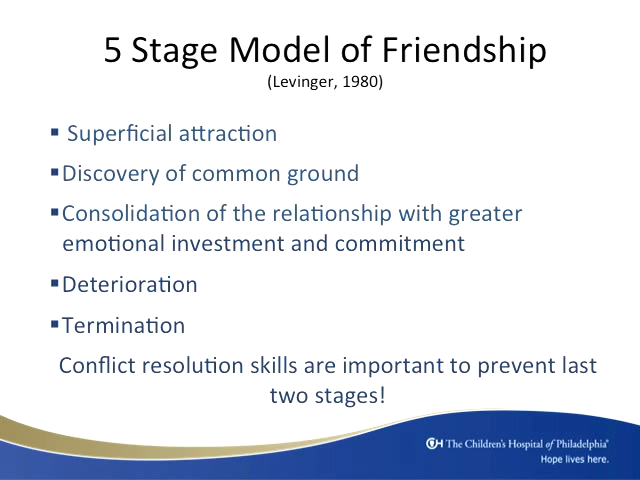 5 Stage Model of Friendship
(Levinger, 1980)
▪ Superficial attraction
▪Discovery of common ground
▪Consolidation of the relationship with greater
emotional investment and commitment
▪Deterioration
▪Termination
Conflict resolution skills are important to prevent last
two stages!
The Children's Hospital of Philadelphia®
Hope lives here.